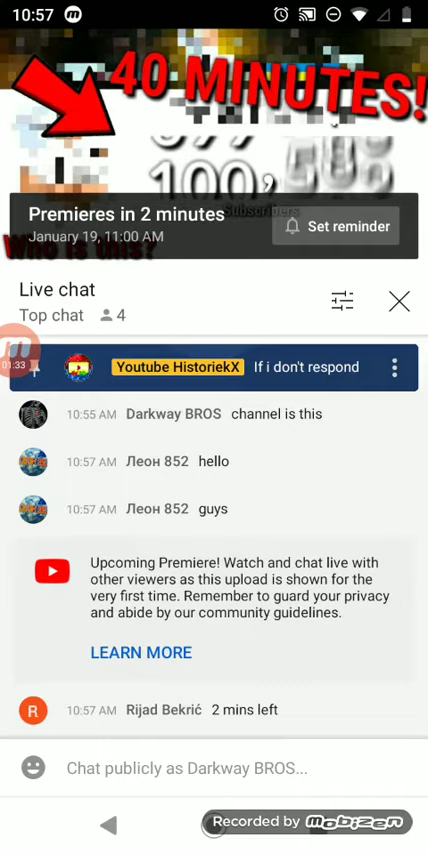 10:57
40 MINUTES!
100,
Subscribers
Premieres in 2 minutes
January 19, 11:00 AM
Set reminder
Who is this?
Live chat
Top chat 4
01:33
Youtube HistoriekX If i don't respond
10:55 AM Darkway BROS channel is this
10:57 AM Леон 852 hello
10:57 AM Леон 852 guys
Upcoming Premiere! Watch and chat live with
other viewers as this upload is shown for the
very first time. Remember to guard your privacy
and abide by our community guidelines.
LEARN MORE
R 10:57 AM Rijad Bekrić 2 mins left
Chat publicly as Darkway BROS...
Recorded by mobizen